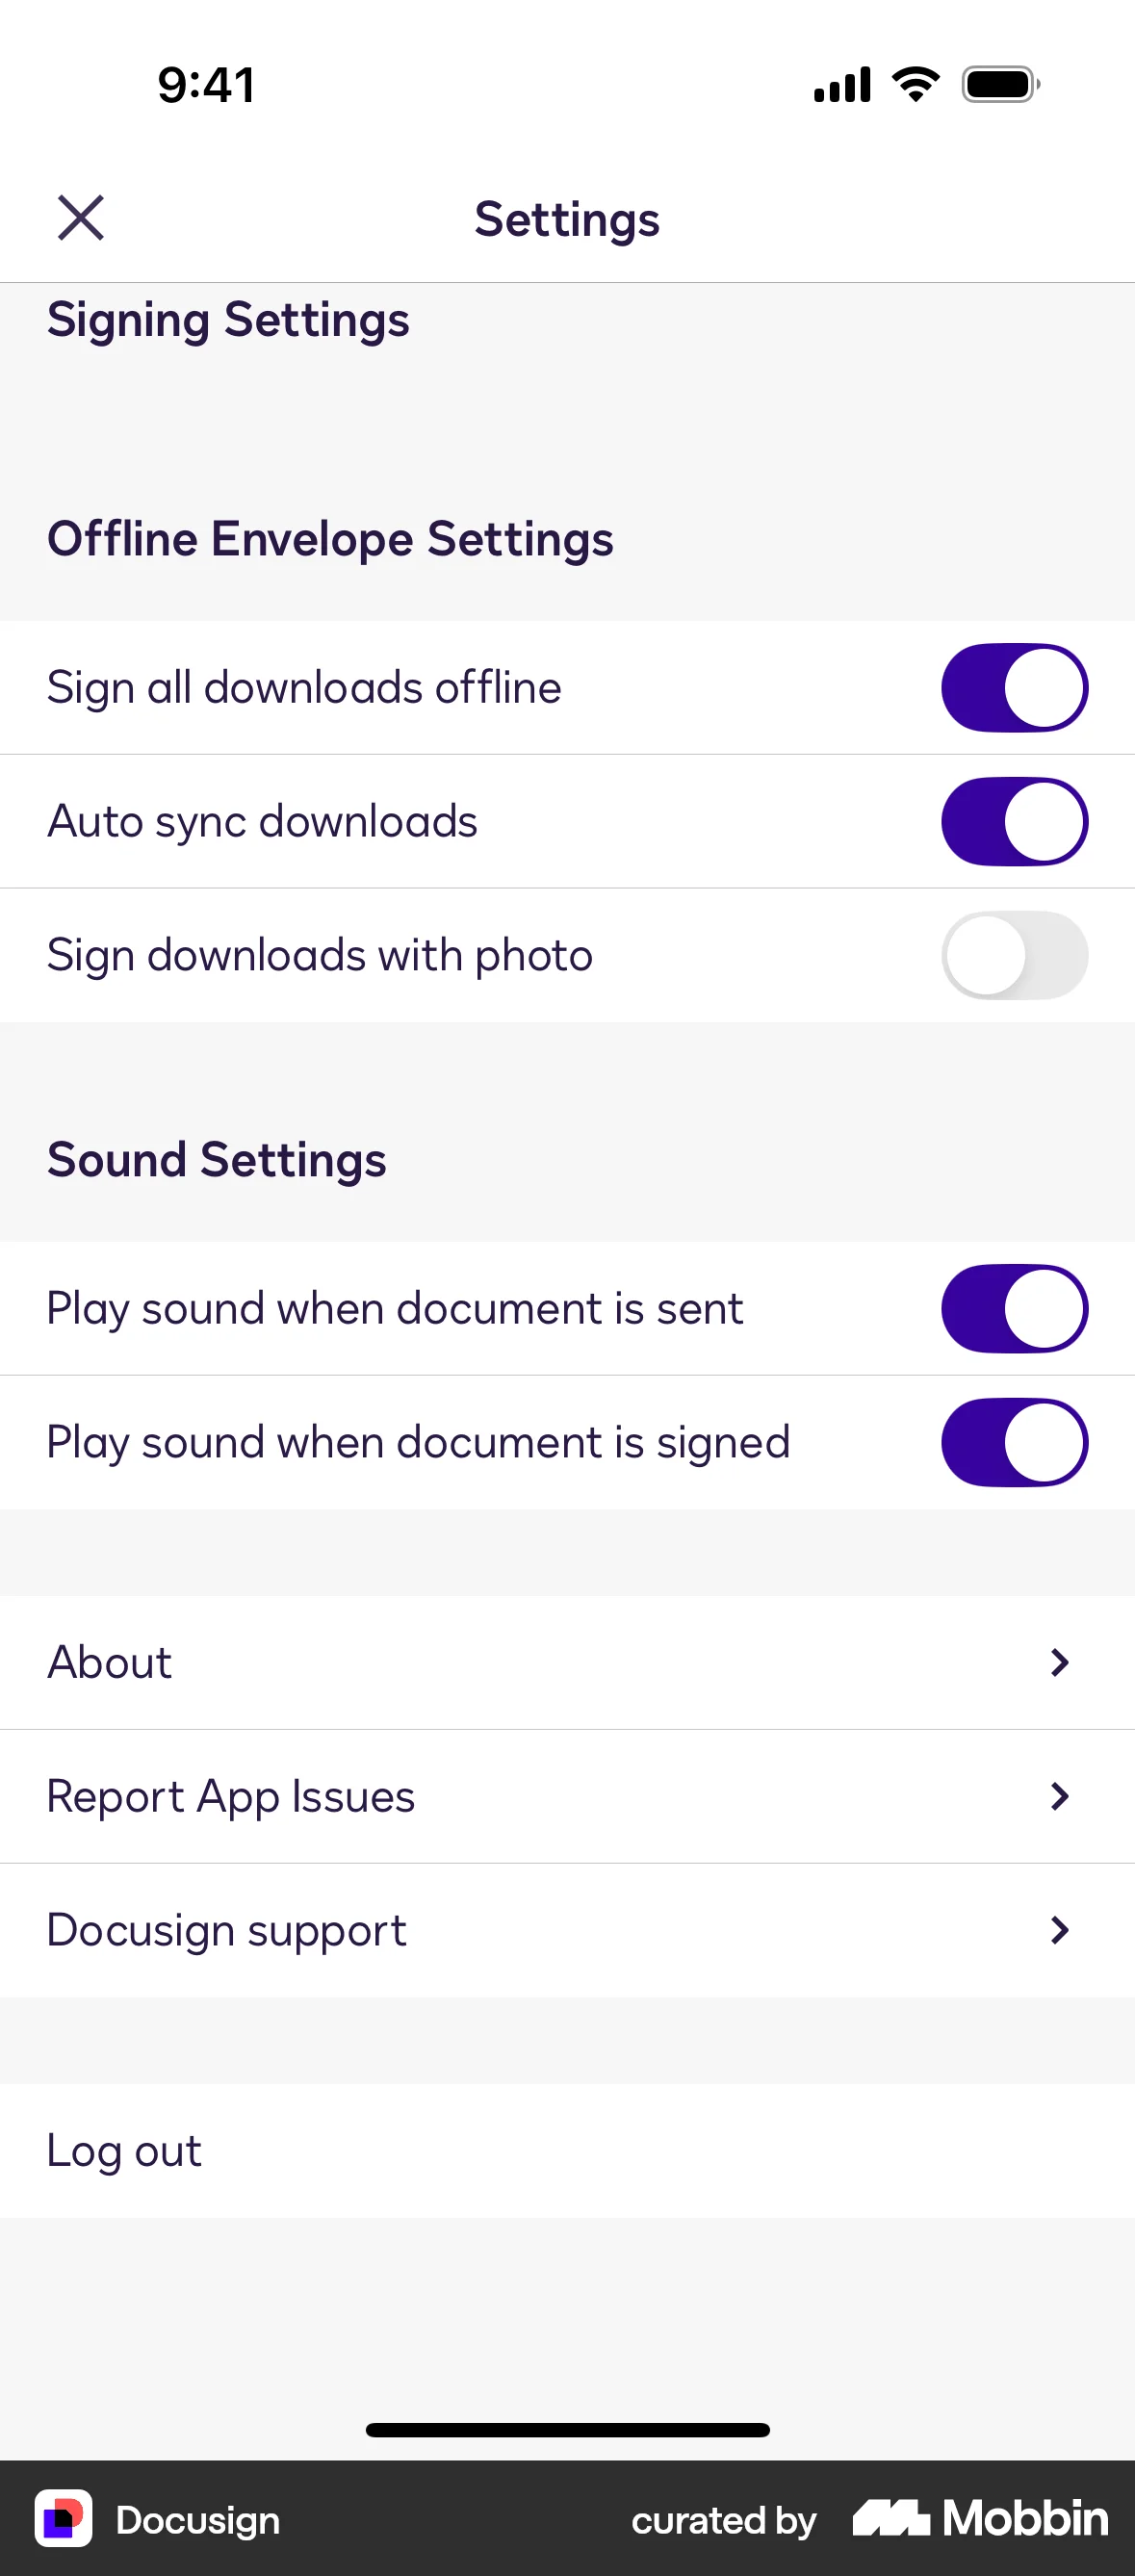 9:41
Settings
Signing Settings
Offline Envelope Settings
Sign all downloads offline
Auto sync downloads
Sign downloads with photo
Sound Settings
Play sound when document is sent
Play sound when document is signed
About
Report App Issues
Docusign support
Log out
Docusign
curated by Mobbin